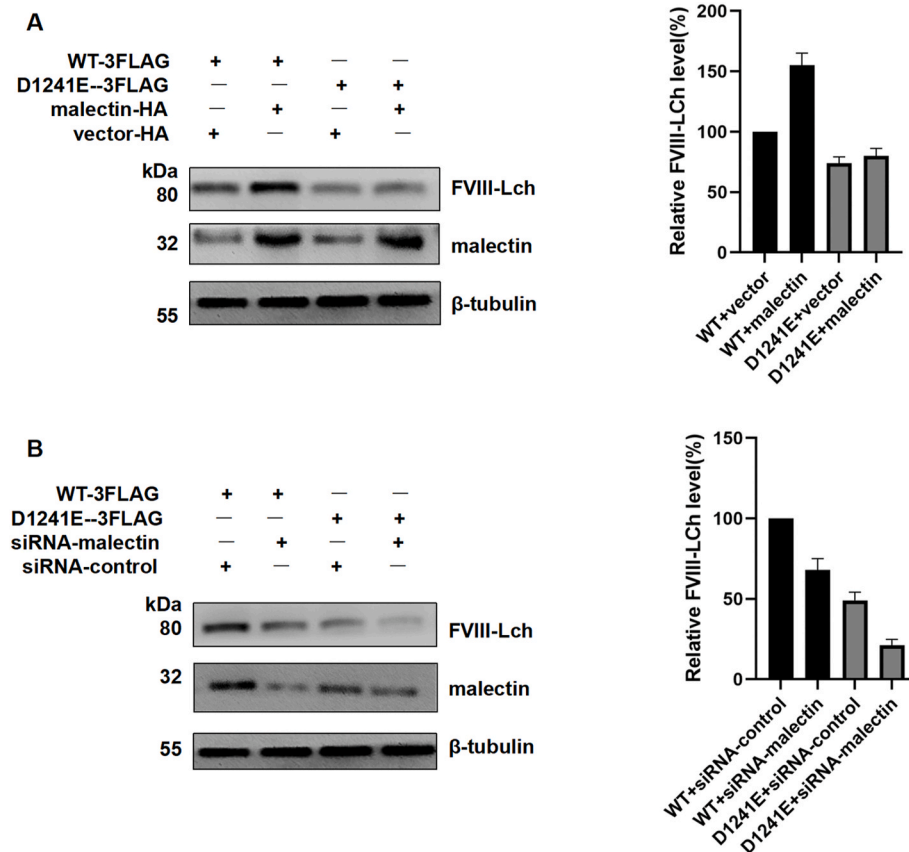 A
WT-3FLAG + + — —
D1241E--3FLAG — — + +
malectin-HA — + — +
vector-HA + — + —
kDa
80 FVIII-Lch
32 malectin
55 β-tubulin
Relative FVIII-LCh level(%)
200
150
100
50
0
WT+vector
WT+malectin
D1241E+vector
D1241E+malectin
B
WT-3FLAG + + — —
D1241E--3FLAG — — + +
siRNA-malectin — + — +
siRNA-control + — + —
kDa
80 FVIII-Lch
32 malectin
55 β-tubulin
Relative FVIII-LCh level(%)
150
100
50
0
WT+siRNA-control
WT+siRNA-malectin
D1241E+siRNA-control
D1241E+siRNA-malectin